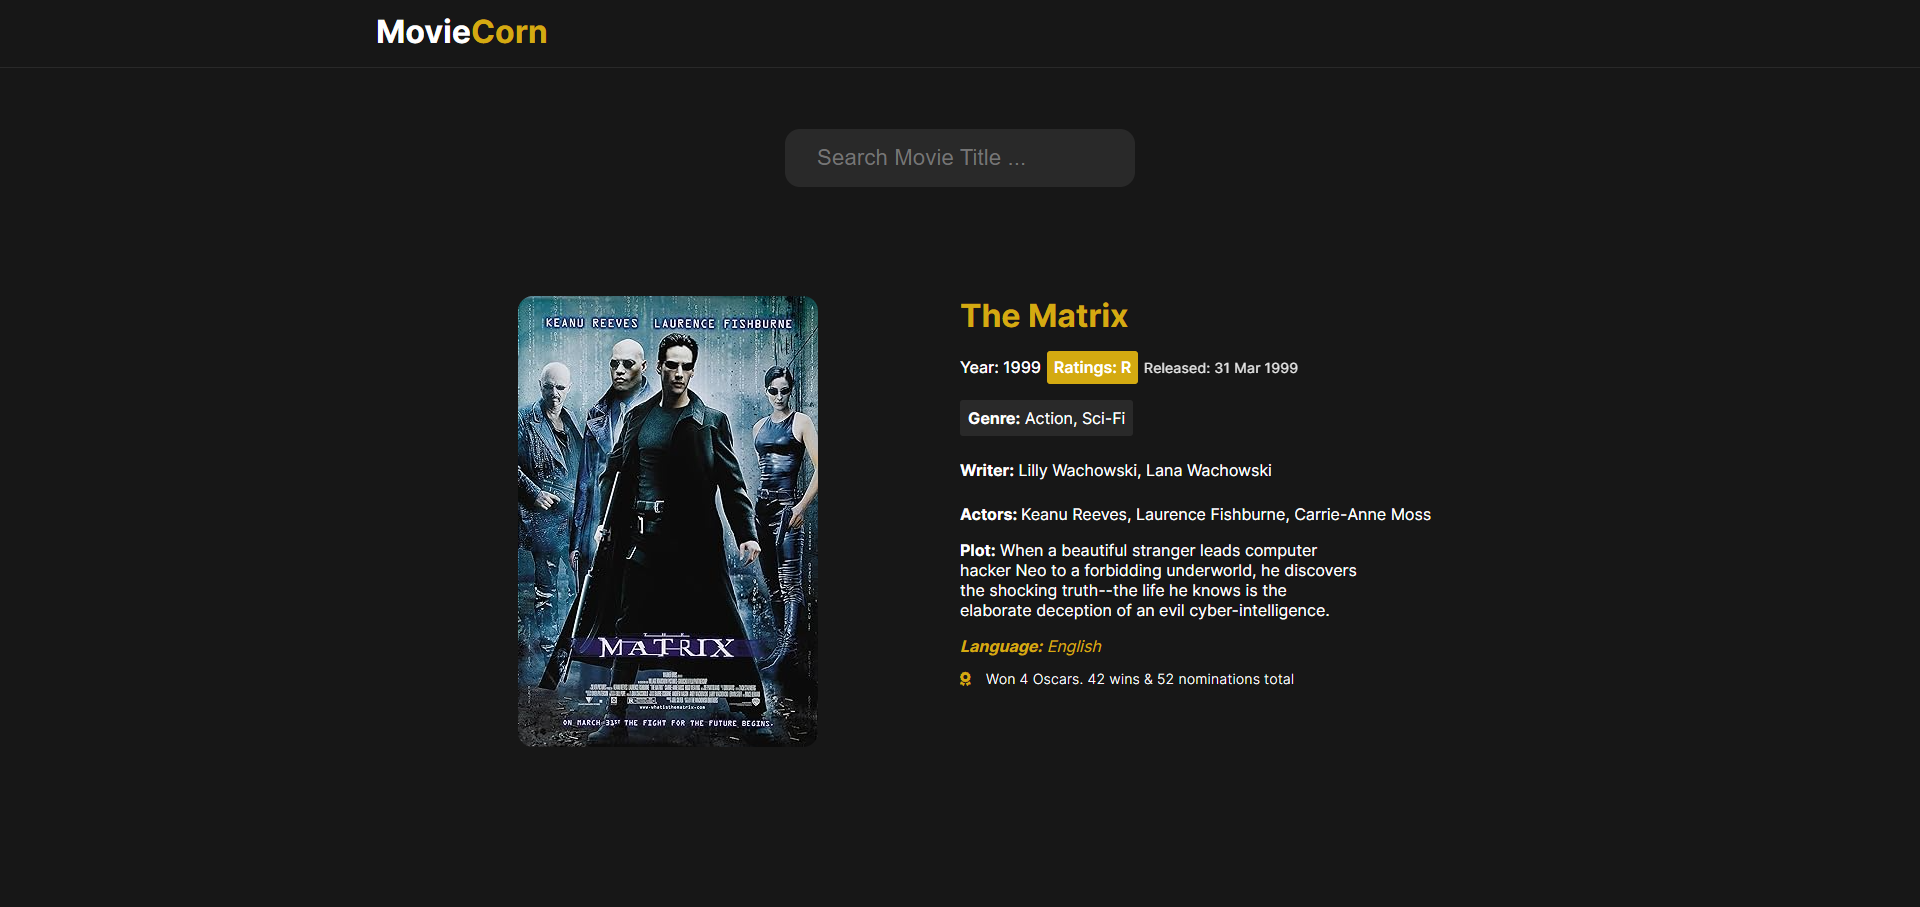 MovieCorn
Search Movie Title ...
KEANU REEVES LAURENCE FISHBURNE
THE
MATRIX
www.whatisthematrix.com
ON MARCH 31ST THE FIGHT FOR THE FUTURE BEGINS.
The Matrix
Year: 1999 Ratings: R Released: 31 Mar 1999
Genre: Action, Sci-Fi
Writer: Lilly Wachowski, Lana Wachowski
Actors: Keanu Reeves, Laurence Fishburne, Carrie-Anne Moss
Plot: When a beautiful stranger leads computer
hacker Neo to a forbidding underworld, he discovers
the shocking truth--the life he knows is the
elaborate deception of an evil cyber-intelligence.
Language: English
Won 4 Oscars. 42 wins & 52 nominations total